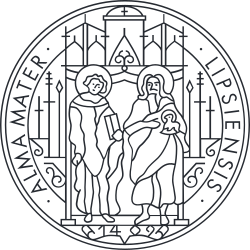 · ALMA MATER · LIPSIENSIS ·
1409